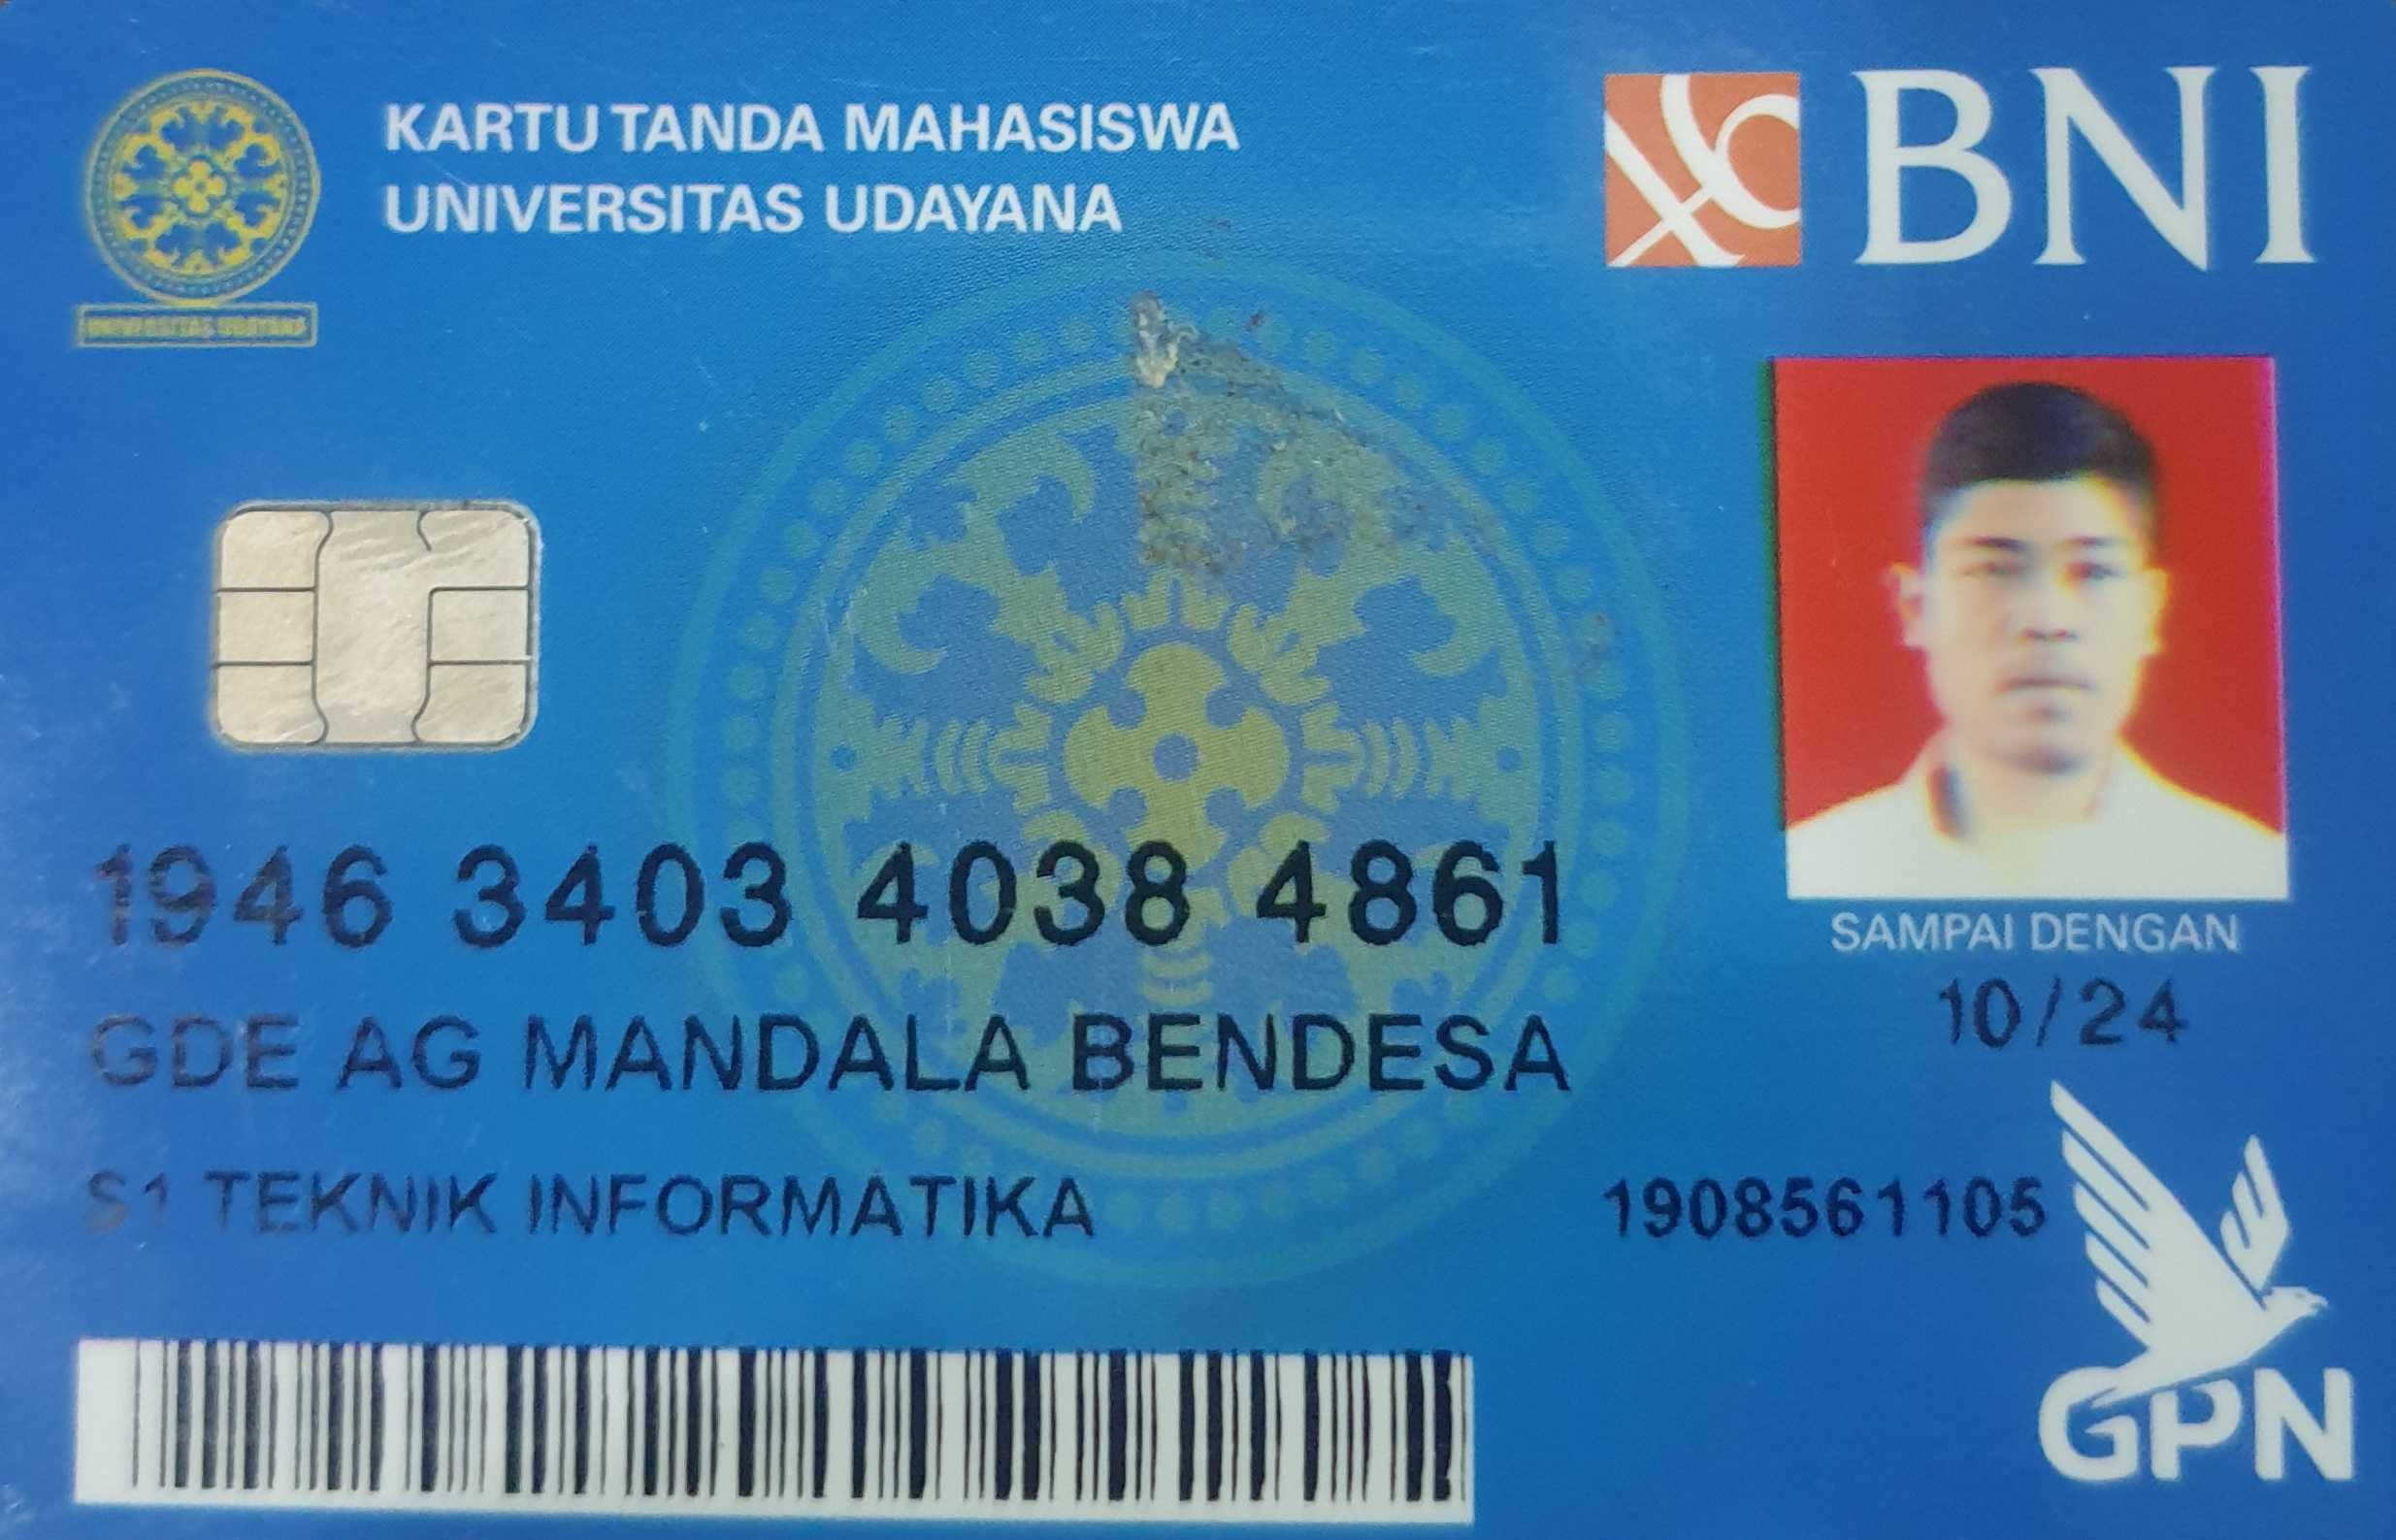 KARTU TANDA MAHASISWA
UNIVERSITAS UDAYANA
BNI
UNIVERSITAS UDAYANA
1946 3403 4038 4861
SAMPAI DENGAN
10/24
GDE AG MANDALA BENDESA
S1 TEKNIK INFORMATIKA
1908561105
GPN